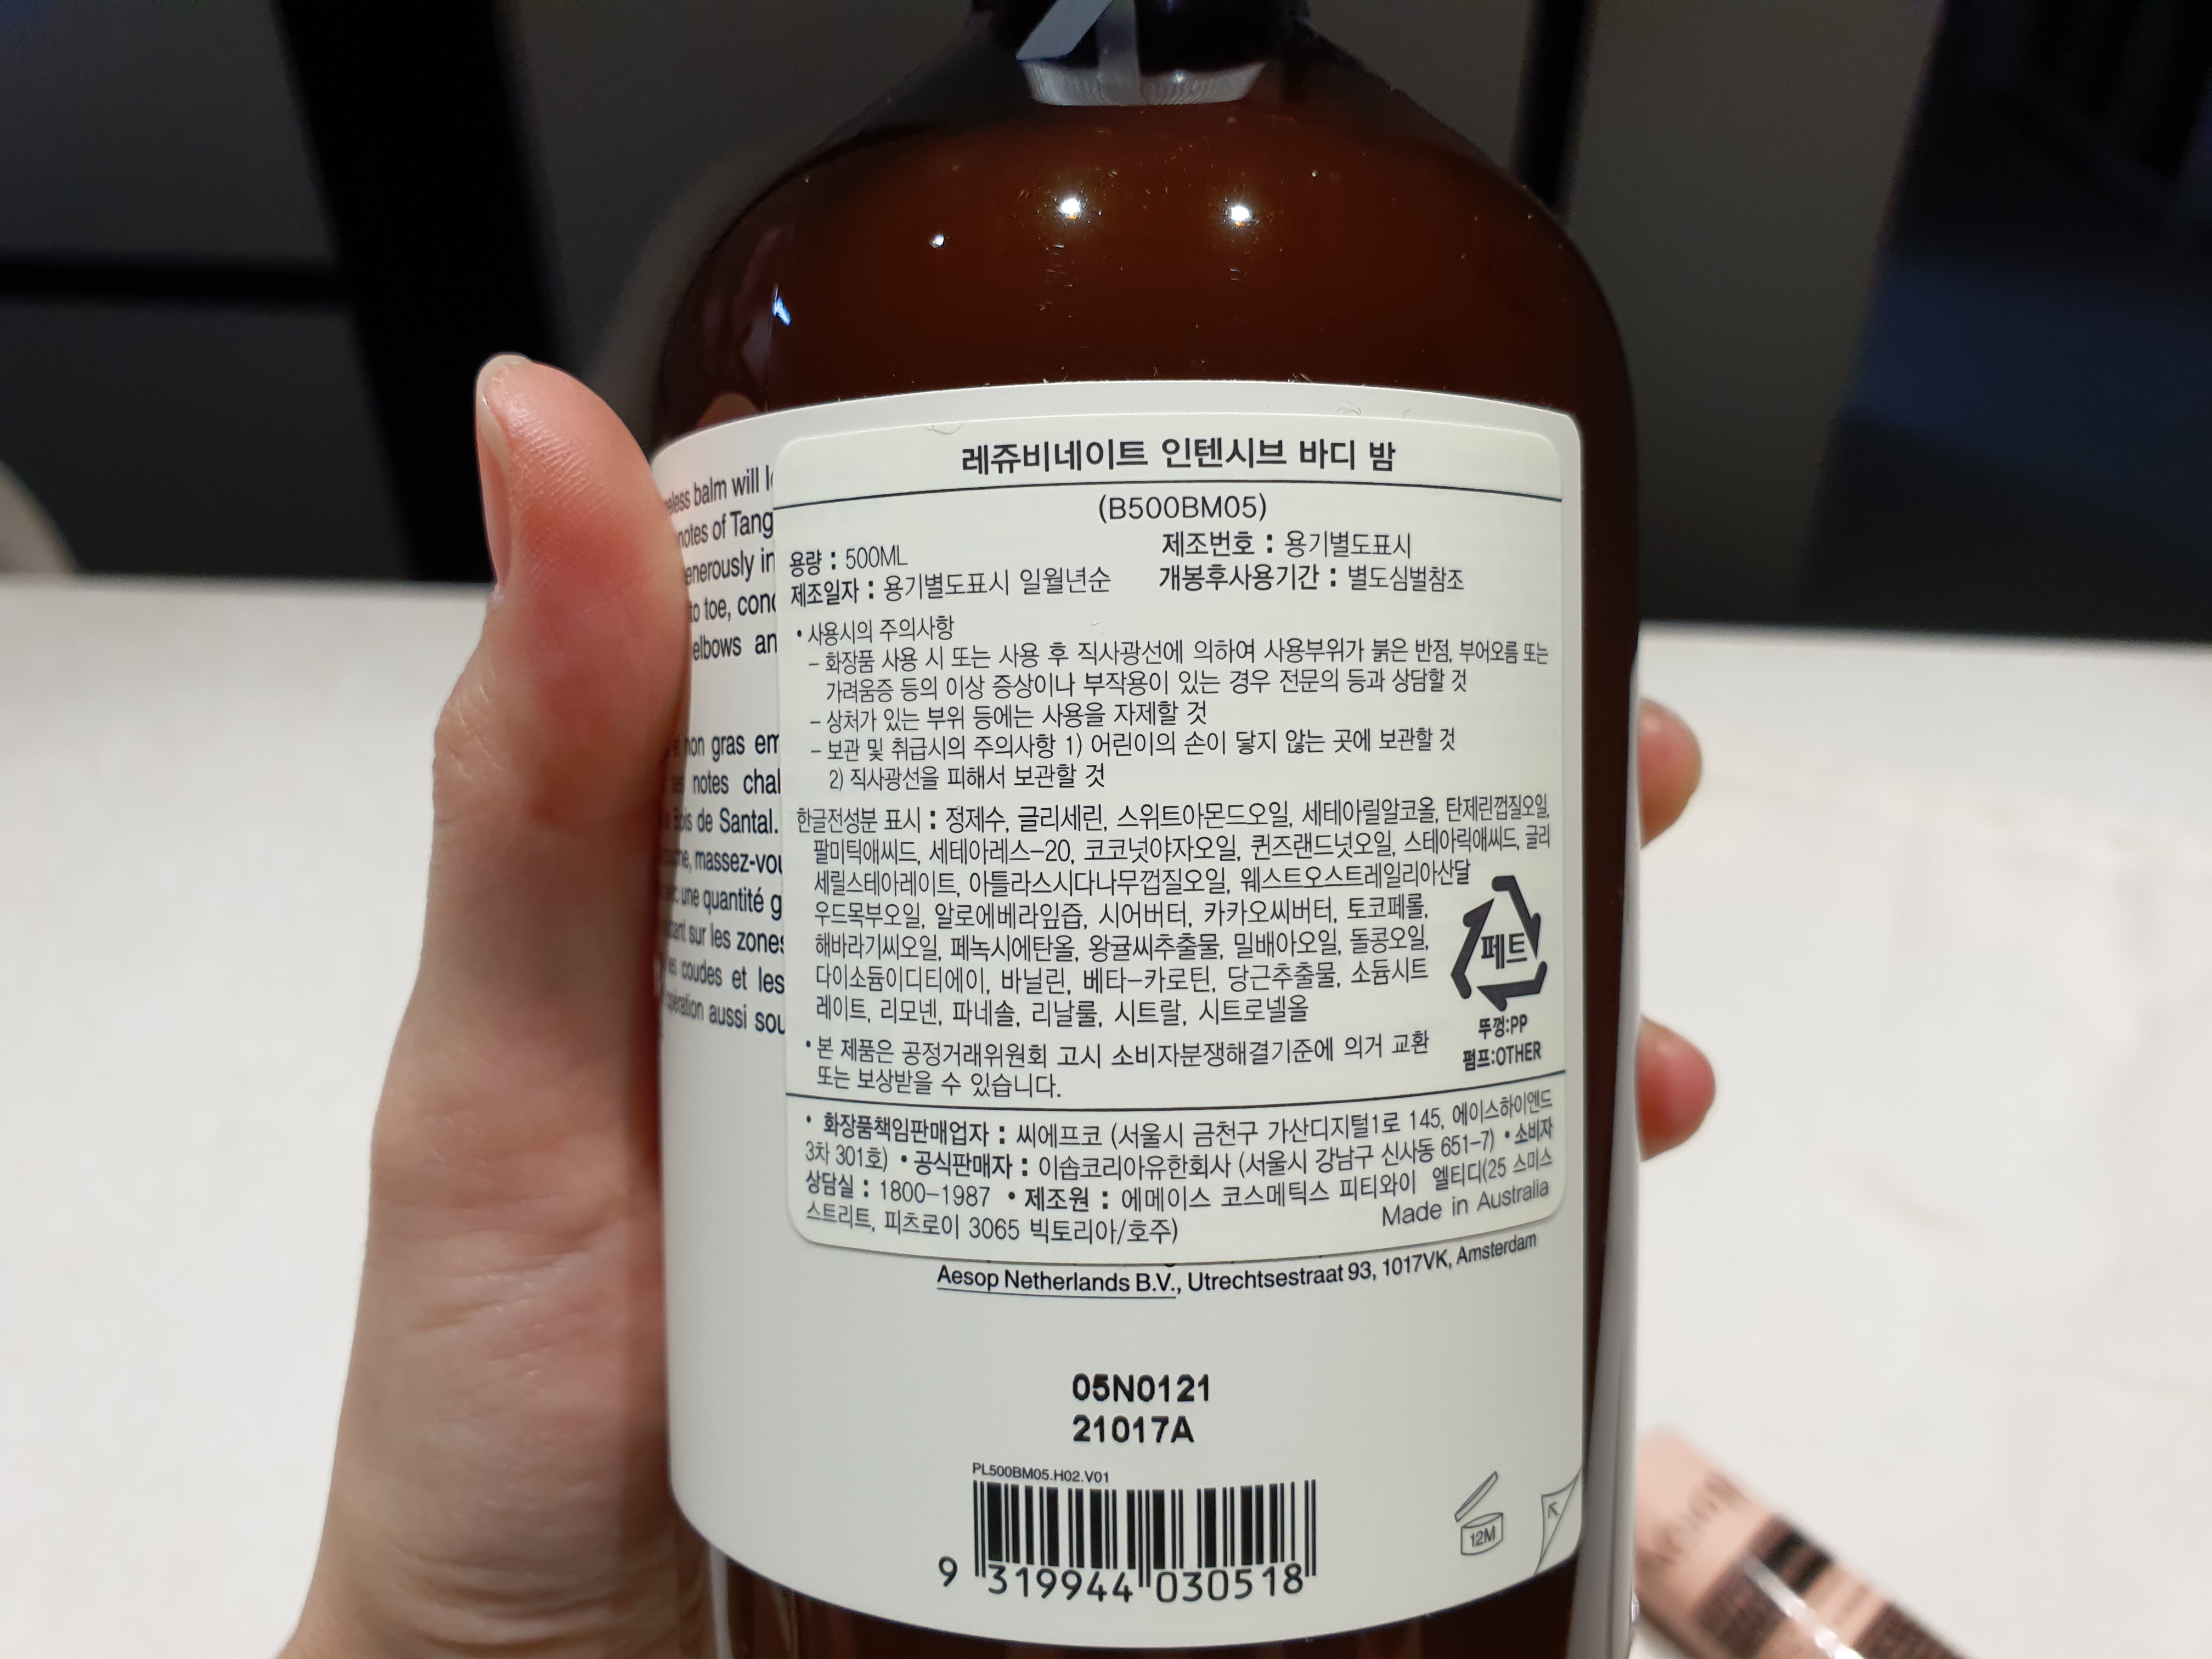 balm will
notes of Tang
enerously in
to toe, cond
elbows an
non gras em
notes chal
de Santal.
massez-vou
une quantité g
sur les zones
coudes et les
aussi sou
레쥬비네이트 인텐시브 바디 밤
(B500BM05)
용량 : 500ML 제조번호 : 용기별도표시
제조일자 : 용기별도표시 일월년순 개봉후사용기간 : 별도심벌참조
• 사용시의 주의사항
– 화장품 사용 시 또는 사용 후 직사광선에 의하여 사용부위가 붉은 반점, 부어오름 또는
가려움증 등의 이상 증상이나 부작용이 있는 경우 전문의 등과 상담할 것
– 상처가 있는 부위 등에는 사용을 자제할 것
– 보관 및 취급시의 주의사항 1) 어린이의 손이 닿지 않는 곳에 보관할 것
2) 직사광선을 피해서 보관할 것
한글전성분 표시 : 정제수, 글리세린, 스위트아몬드오일, 세테아릴알코올, 탄제린껍질오일,
팔미틱애씨드, 세테아레스-20, 코코넛야자오일, 퀸즈랜드넛오일, 스테아릭애씨드, 글리
세릴스테아레이트, 아틀라스시다나무껍질오일, 웨스트오스트레일리아산달
우드목부오일, 알로에베라잎즙, 시어버터, 카카오씨버터, 토코페롤,
해바라기씨오일, 페녹시에탄올, 왕귤씨추출물, 밀배아오일, 돌콩오일,
다이소듐이디티에이, 바닐린, 베타-카로틴, 당근추출물, 소듐시트
레이트, 리모넨, 파네솔, 리날룰, 시트랄, 시트로넬올
페트
뚜껑:PP
펌프:OTHER
• 본 제품은 공정거래위원회 고시 소비자분쟁해결기준에 의거 교환
또는 보상받을 수 있습니다.
• 화장품책임판매업자 : 씨에프코 (서울시 금천구 가산디지털1로 145, 에이스하이엔드
3차 301호) • 공식판매자 : 이솝코리아유한회사 (서울시 강남구 신사동 651-7) • 소비자
상담실 : 1800-1987 • 제조원 : 에메이스 코스메틱스 피티와이 엘티디(25 스미스
스트리트, 피츠로이 3065 빅토리아/호주) Made in Australia
Aesop Netherlands B.V., Utrechtsestraat 93, 1017VK, Amsterdam
05N0121
21017A
PL500BM05.H02.V01
9 319944 030518
12M